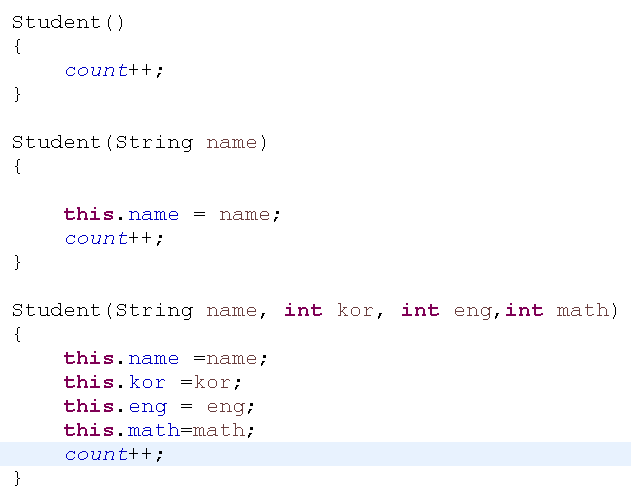 Student()
{
count++;
}
Student(String name)
{
this.name = name;
count++;
}
Student(String name, int kor, int eng,int math)
{
this.name =name;
this.kor =kor;
this.eng = eng;
this.math=math;
count++;
}